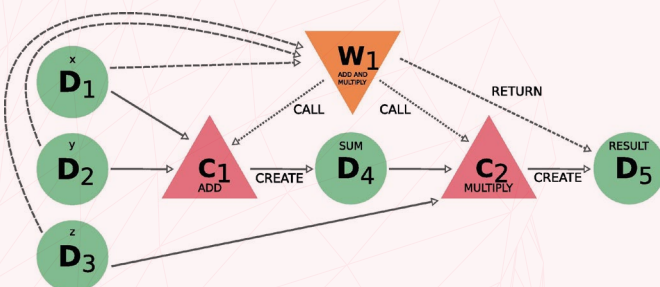 x
D1
y
D2
z
D3
W1
ADD AND
MULTIPLY
CALL
CALL
RETURN
C1
ADD
CREATE
SUM
D4
C2
MULTIPLY
CREATE
RESULT
D5